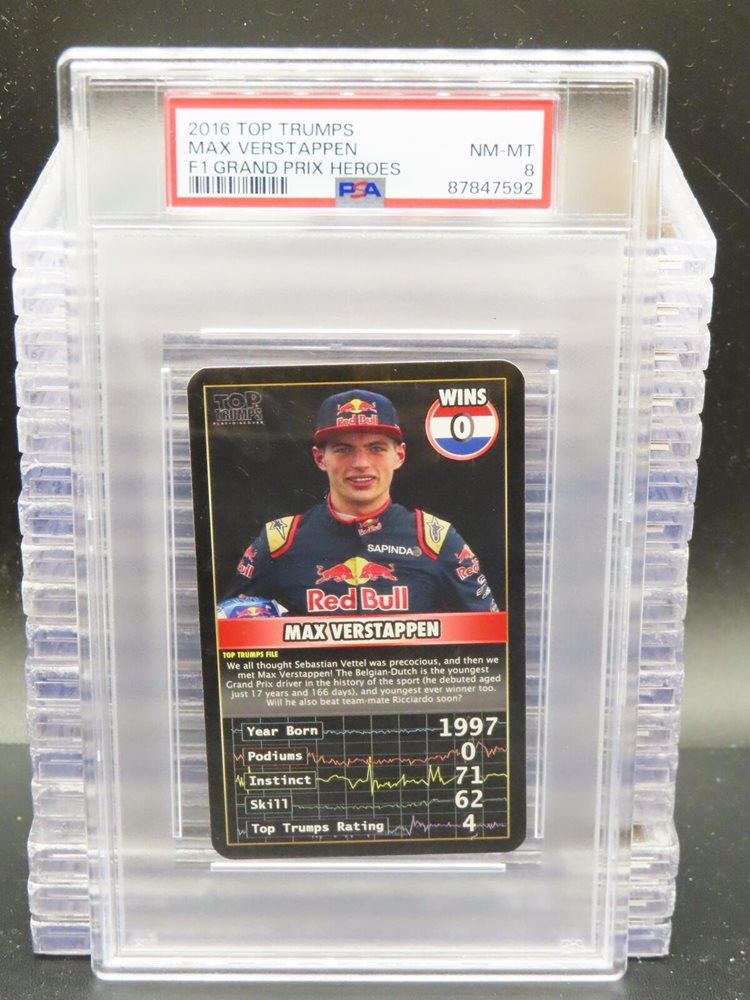 2016 TOP TRUMPS
MAX VERSTAPPEN
F1 GRAND PRIX HEROES
NM-MT
8
87847592
PSA
TOP
TRUMPS
PLAY•DISCOVER
WINS
0
Red Bull
SAPINDA
Red Bull
MAX VERSTAPPEN
TOP TRUMPS FILE
We all thought Sebastian Vettel was precocious, and then we
met Max Verstappen! The Belgian-Dutch is the youngest
Grand Prix driver in the history of the sport (he debuted aged
just 17 years and 166 days), and youngest ever winner too.
Will he also beat team-mate Ricciardo soon?
Year Born 1997
Podiums 0
Instinct 71
Skill 62
Top Trumps Rating 4